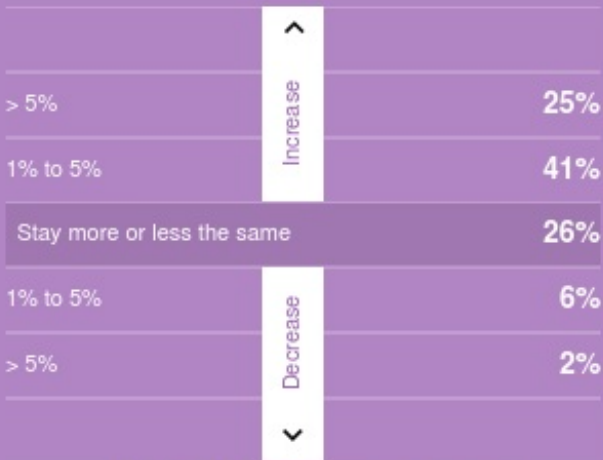 > 5% 25%
Increase
1% to 5% 41%
Stay more or less the same 26%
1% to 5% 6%
Decrease
> 5% 2%